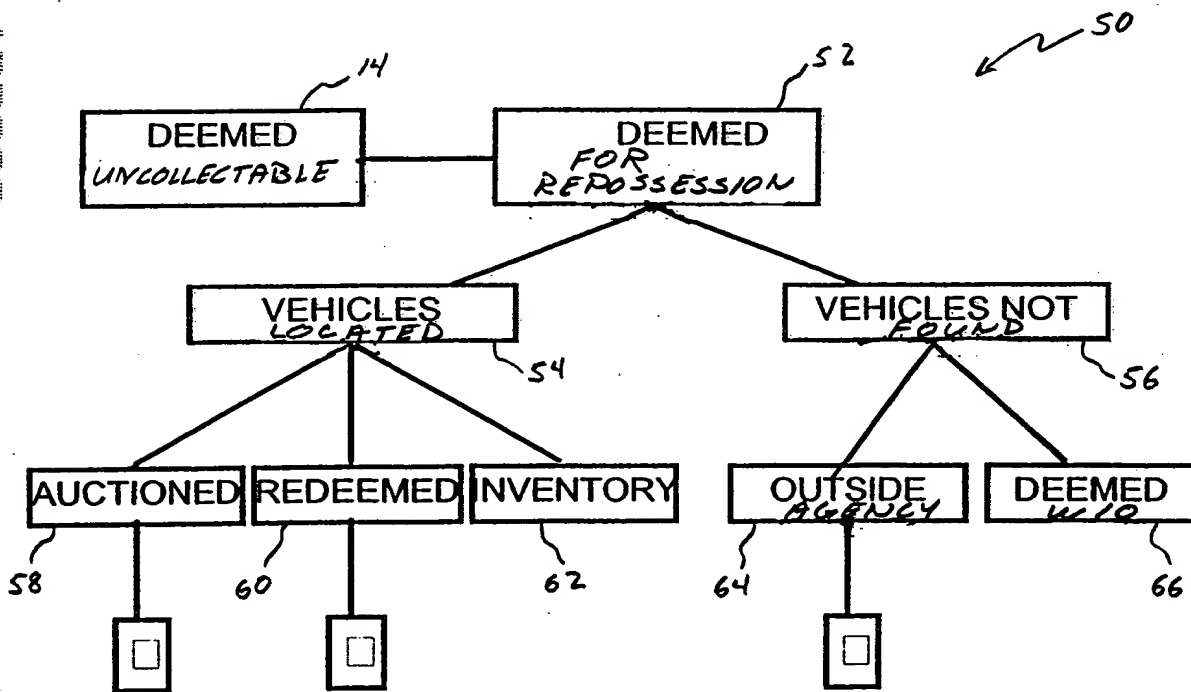 50
14
52
DEEMED
UNCOLLECTABLE
DEEMED
FOR
REPOSSESSION
VEHICLES
LOCATED
54
VEHICLES NOT
FOUND
56
AUCTIONED
58
REDEEMED
60
INVENTORY
62
OUTSIDE
AGENCY
64
DEEMED
W/O
66